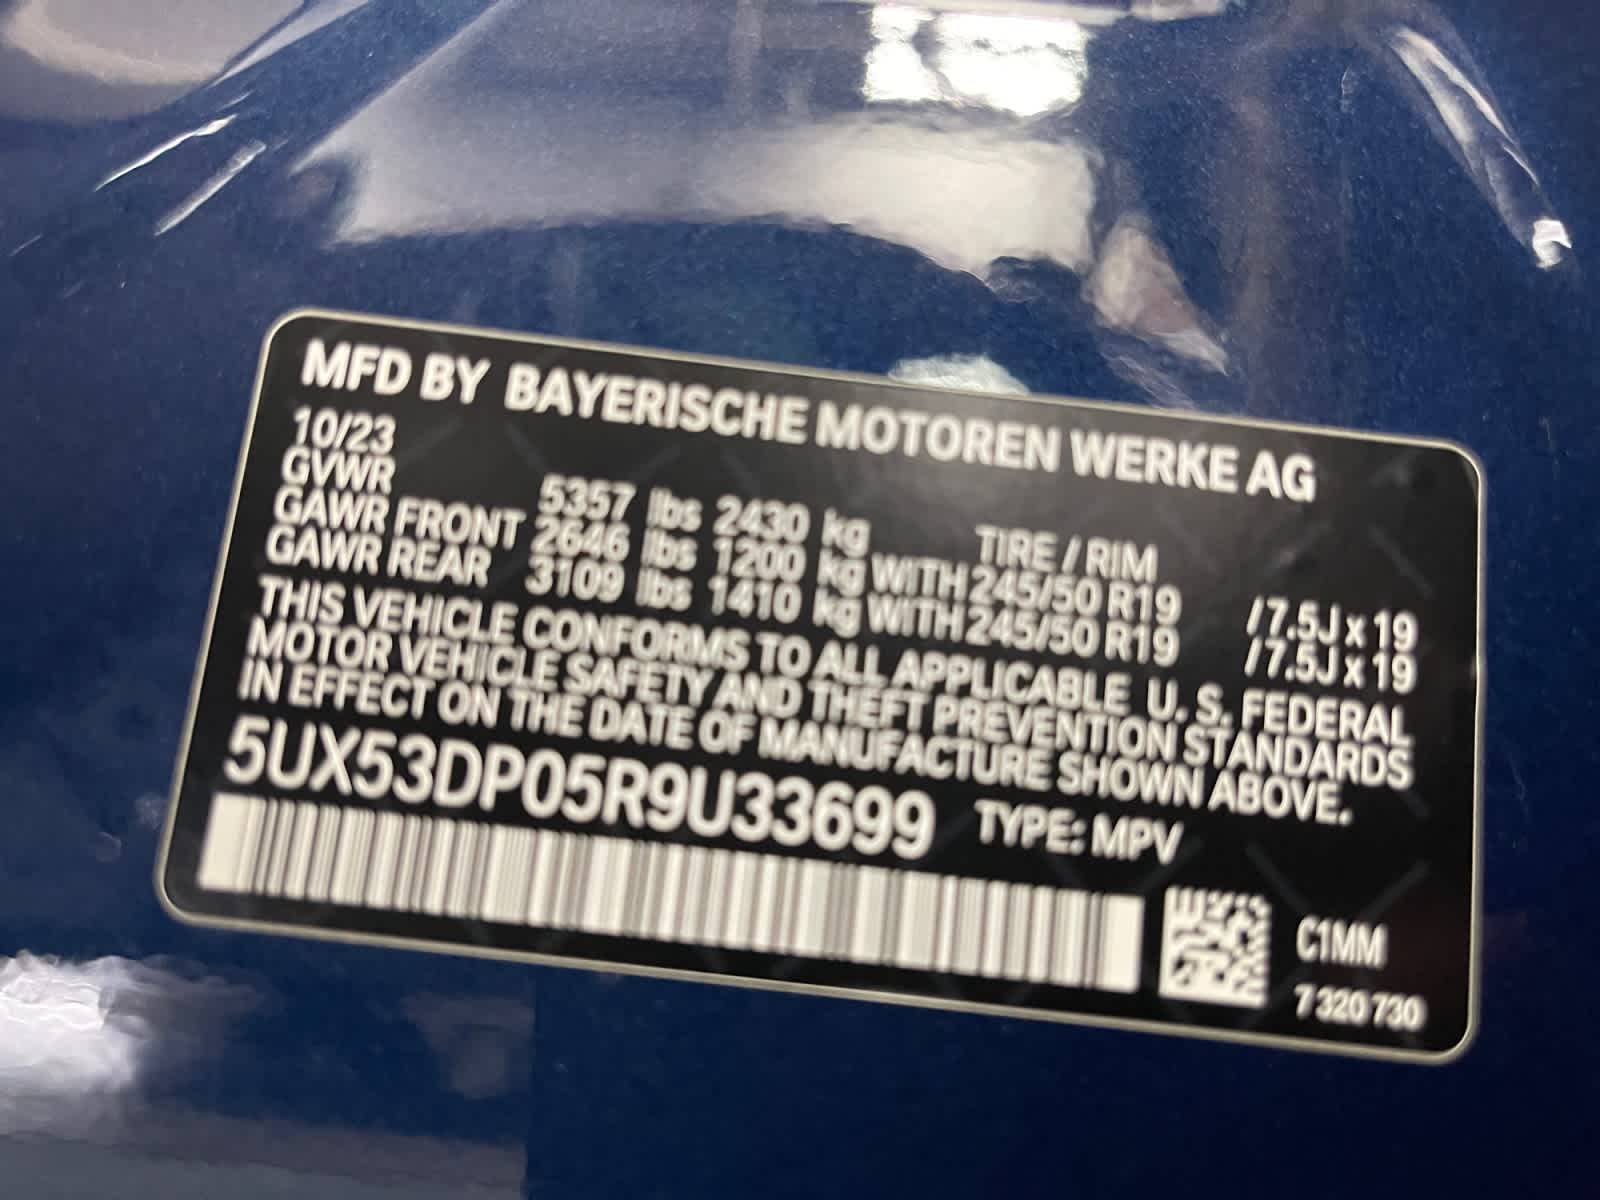 MFD BY BAYERISCHE MOTOREN WERKE AG
10/23
GVWR 5357 lbs 2430 kg TIRE / RIM
GAWR FRONT 2646 lbs 1200 kg WITH 245/50 R19 /7.5J x 19
GAWR REAR 3109 lbs 1410 kg WITH 245/50 R19 /7.5J x 19
THIS VEHICLE CONFORMS TO ALL APPLICABLE U. S. FEDERAL
MOTOR VEHICLE SAFETY AND THEFT PREVENTION STANDARDS
IN EFFECT ON THE DATE OF MANUFACTURE SHOWN ABOVE.
5UX53DP05R9U33699 TYPE: MPV
C1MM
7 320 730